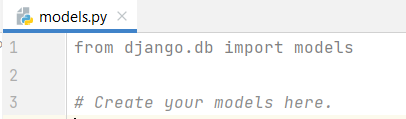 models.py
1 from django.db import models
2
3 # Create your models here.